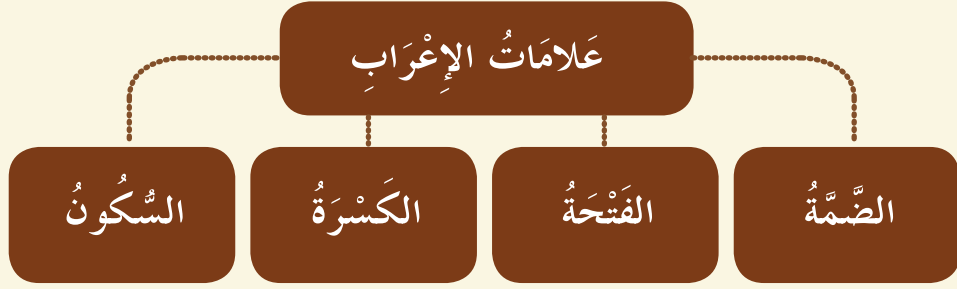 عَلامَاتُ الإِعْرَابِ
الضَّمَّةُ
الفَتْحَةُ
الكَسْرَةُ
السُّكُونُ